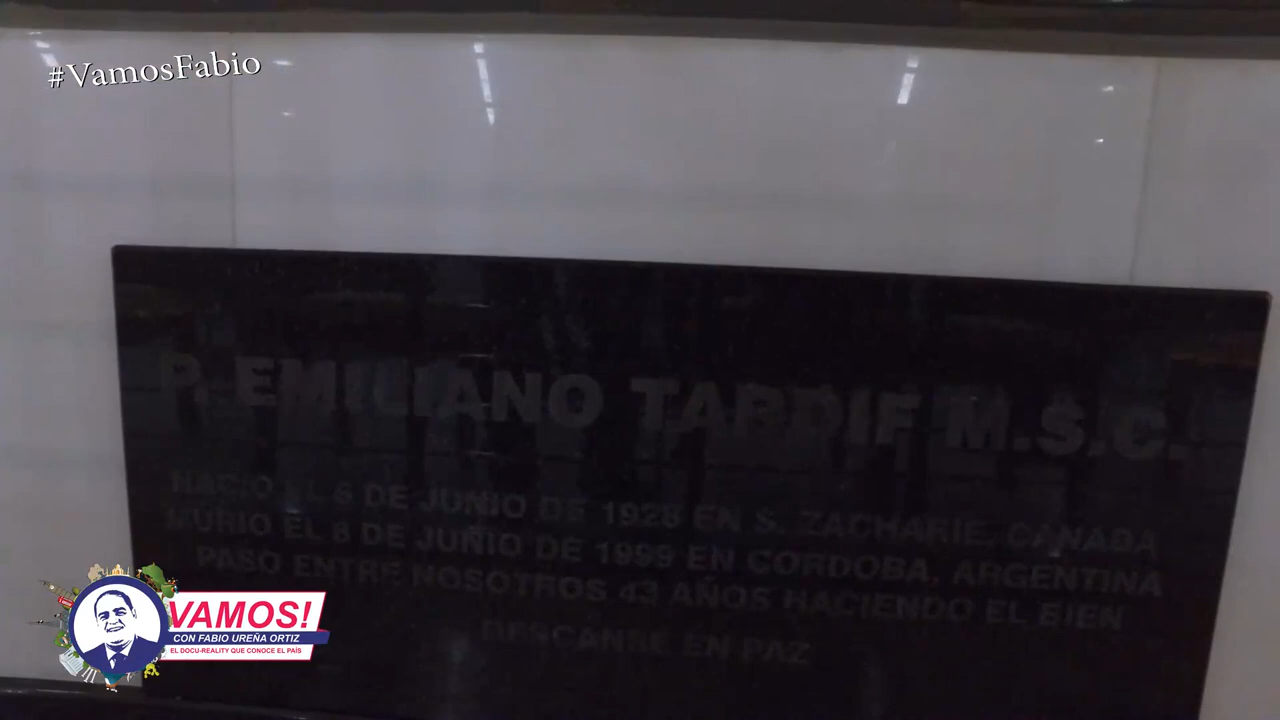 #VamosFabio
P. EMILIANO TARDIF M.S.C.
NACIO EL 6 DE JUNIO DE 1928 EN S. ZACHARIE, CANADA
MURIO EL 8 DE JUNIO DE 1999 EN CORDOBA, ARGENTINA
PASO ENTRE NOSOTROS 43 AÑOS HACIENDO EL BIEN
DESCANSE EN PAZ
VAMOS!
CON FABIO UREÑA ORTIZ
EL DOCU-REALITY QUE CONOCE EL PAÍS